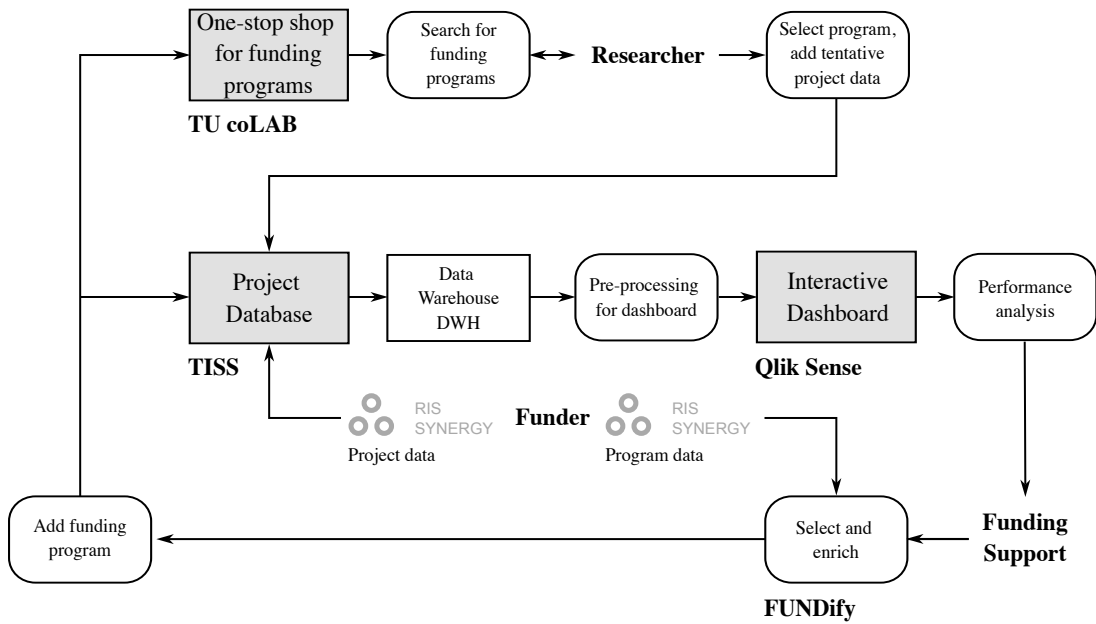 One-stop shop
for funding
programs
TU coLAB
Search for
funding
programs
Researcher
Select program,
add tentative
project data
Project
Database
TISS
Data
Warehouse
DWH
Pre-processing
for dashboard
Interactive
Dashboard
Qlik Sense
Performance
analysis
RIS
SYNERGY
Project data
Funder
RIS
SYNERGY
Program data
Add funding
program
Select and
enrich
FUNDify
Funding
Support